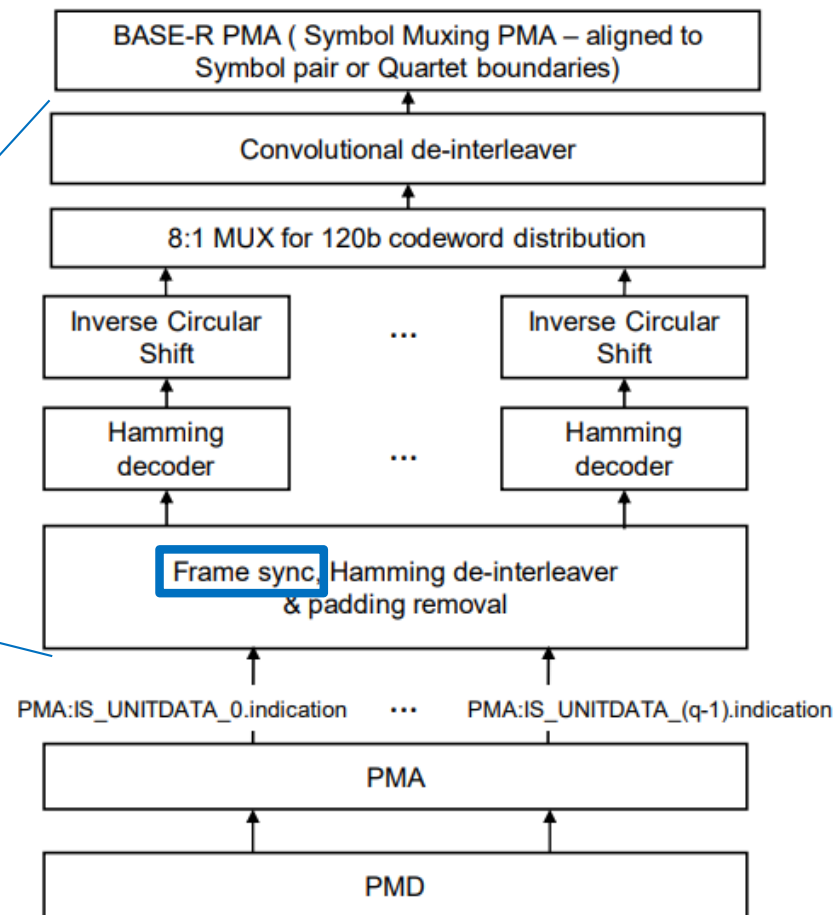 BASE-R PMA ( Symbol Muxing PMA – aligned to
Symbol pair or Quartet boundaries)
Convolutional de-interleaver
8:1 MUX for 120b codeword distribution
Inverse Circular
Shift
...
Inverse Circular
Shift
Hamming
decoder
...
Hamming
decoder
Frame sync, Hamming de-interleaver
& padding removal
PMA:IS_UNITDATA_0.indication ... PMA:IS_UNITDATA_(q-1).indication
PMA
PMD